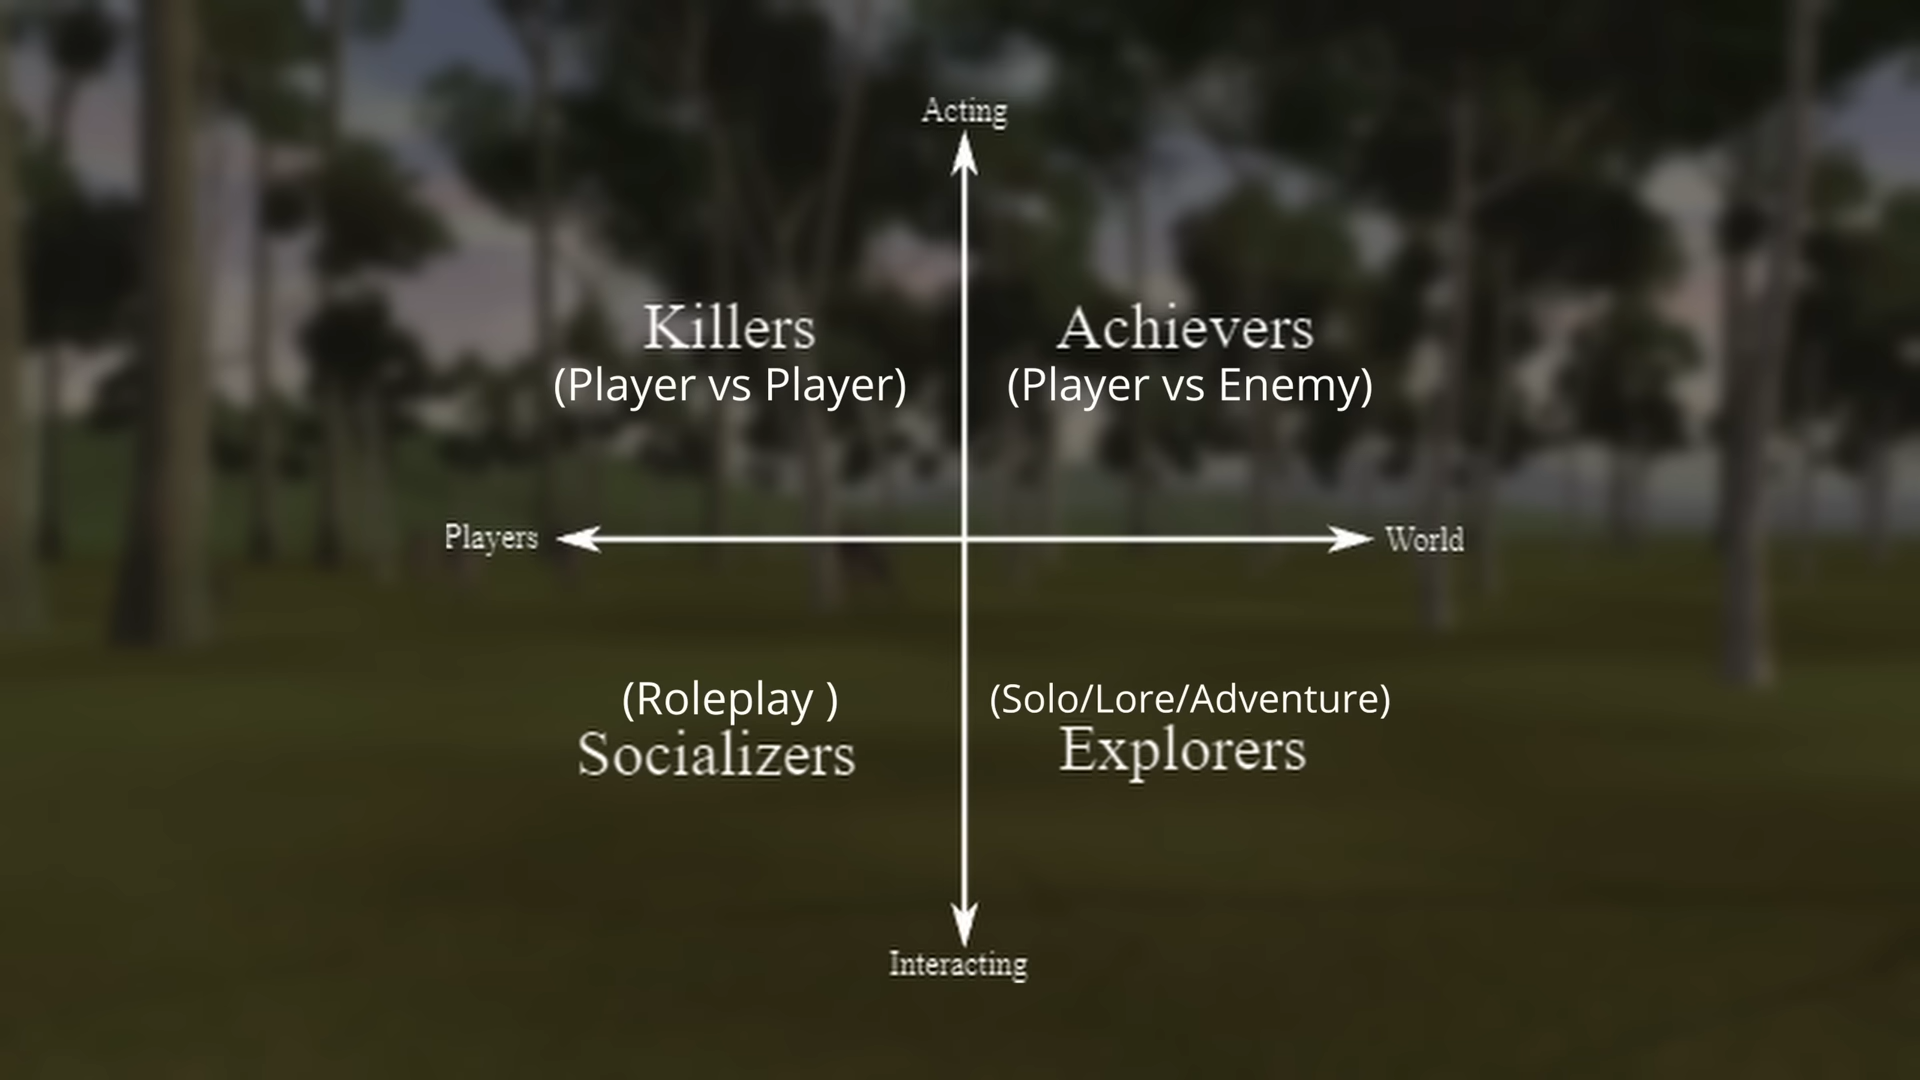 Acting
Killers
(Player vs Player)
Achievers
(Player vs Enemy)
Players
World
(Roleplay )
Socializers
(Solo/Lore/Adventure)
Explorers
Interacting